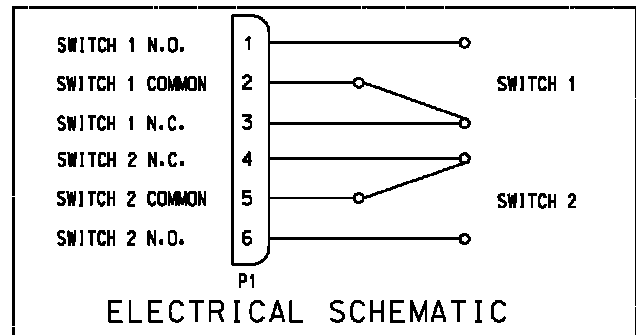 SWITCH 1 N.O. 1
SWITCH 1 COMMON 2 SWITCH 1
SWITCH 1 N.C. 3
SWITCH 2 N.C. 4
SWITCH 2 COMMON 5 SWITCH 2
SWITCH 2 N.O. 6
P1
ELECTRICAL SCHEMATIC